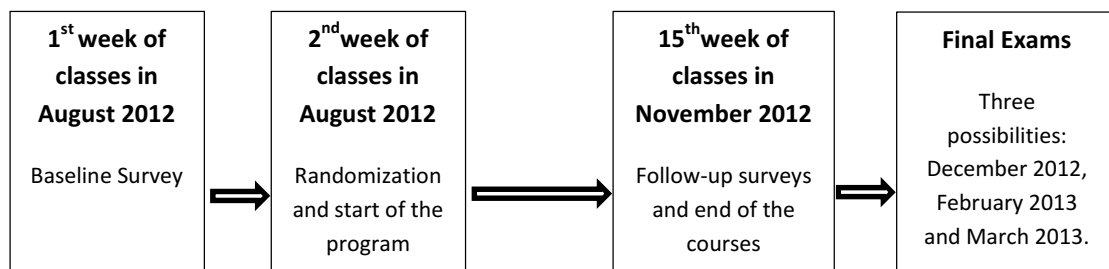 1st week of
classes in
August 2012
Baseline Survey
2nd week of
classes in
August 2012
Randomization
and start of the
program
15th week of
classes in
November 2012
Follow-up surveys
and end of the
courses
Final Exams
Three
possibilities:
December 2012,
February 2013
and March 2013.